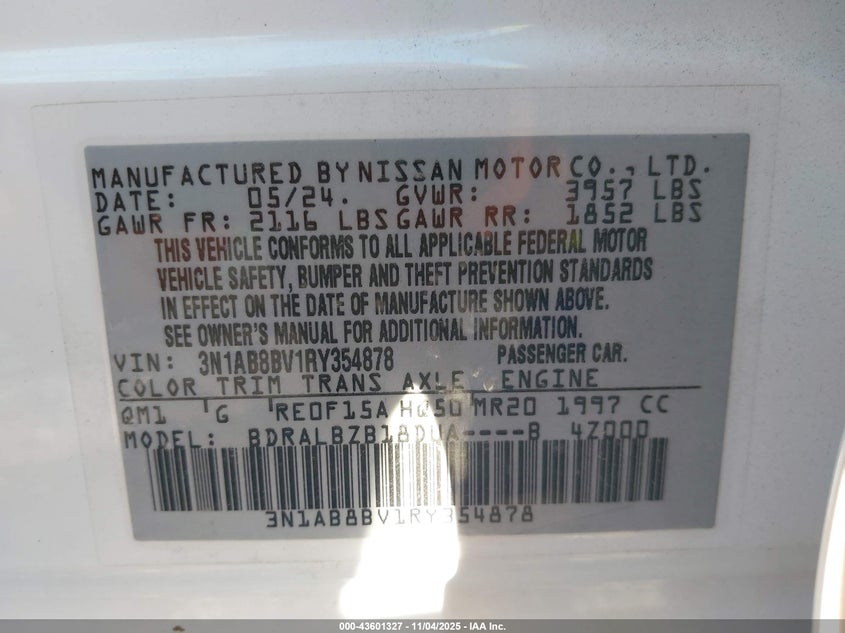 MANUFACTURED BY NISSAN MOTOR CO., LTD.
DATE: 05/24. GVWR: 3957 LBS
GAWR FR: 2116 LBS GAWR RR: 1852 LBS
THIS VEHICLE CONFORMS TO ALL APPLICABLE FEDERAL MOTOR
VEHICLE SAFETY, BUMPER AND THEFT PREVENTION STANDARDS
IN EFFECT ON THE DATE OF MANUFACTURE SHOWN ABOVE.
SEE OWNER'S MANUAL FOR ADDITIONAL INFORMATION.
VIN: 3N1AB8BV1RY354878 PASSENGER CAR.
COLOR TRIM TRANS AXLE ENGINE
QM1 G RE0F15A HQ50 MR20 1997 CC
MODEL: BDRALBZB18DUA----B 4Z000
3N1AB8BV1RY354878
000-43601327 - 11/04/2025 - IAA Inc.